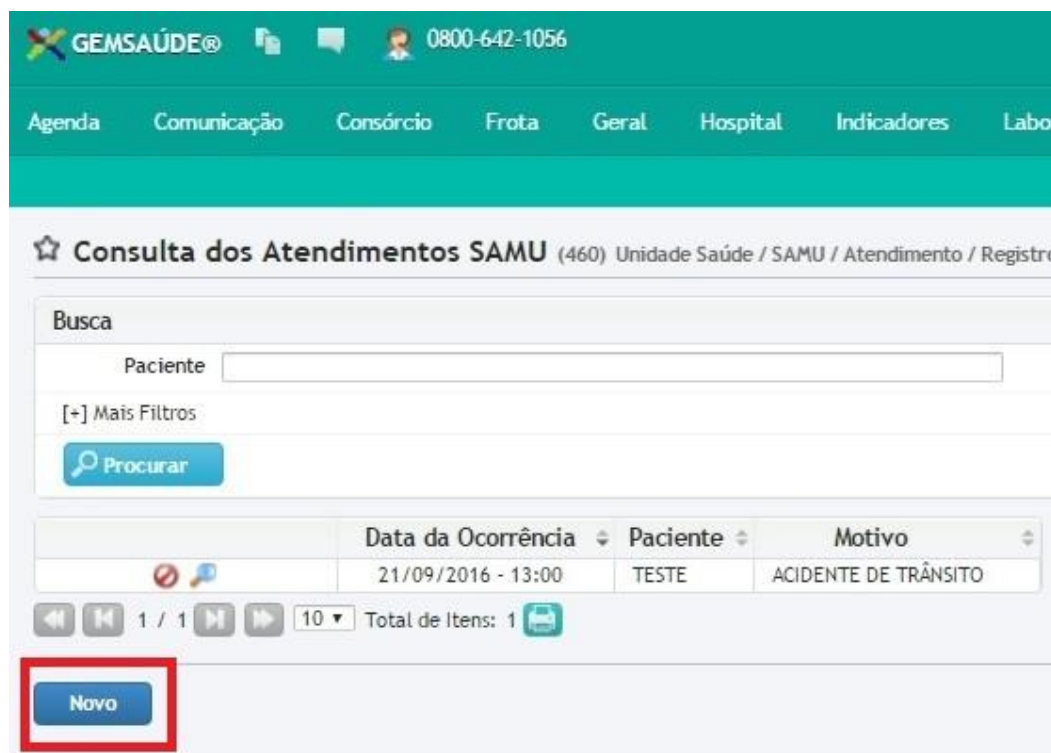 GEMSAÚDE® 0800-642-1056
Agenda Comunicação Consórcio Frota Geral Hospital Indicadores Labo
Consulta dos Atendimentos SAMU (460) Unidade Saúde / SAMU / Atendimento / Registro
Busca
Paciente
[+] Mais Filtros
Procurar
Data da Ocorrência Paciente Motivo
21/09/2016 - 13:00 TESTE ACIDENTE DE TRÂNSITO
1 / 1 10 Total de Itens: 1
Novo